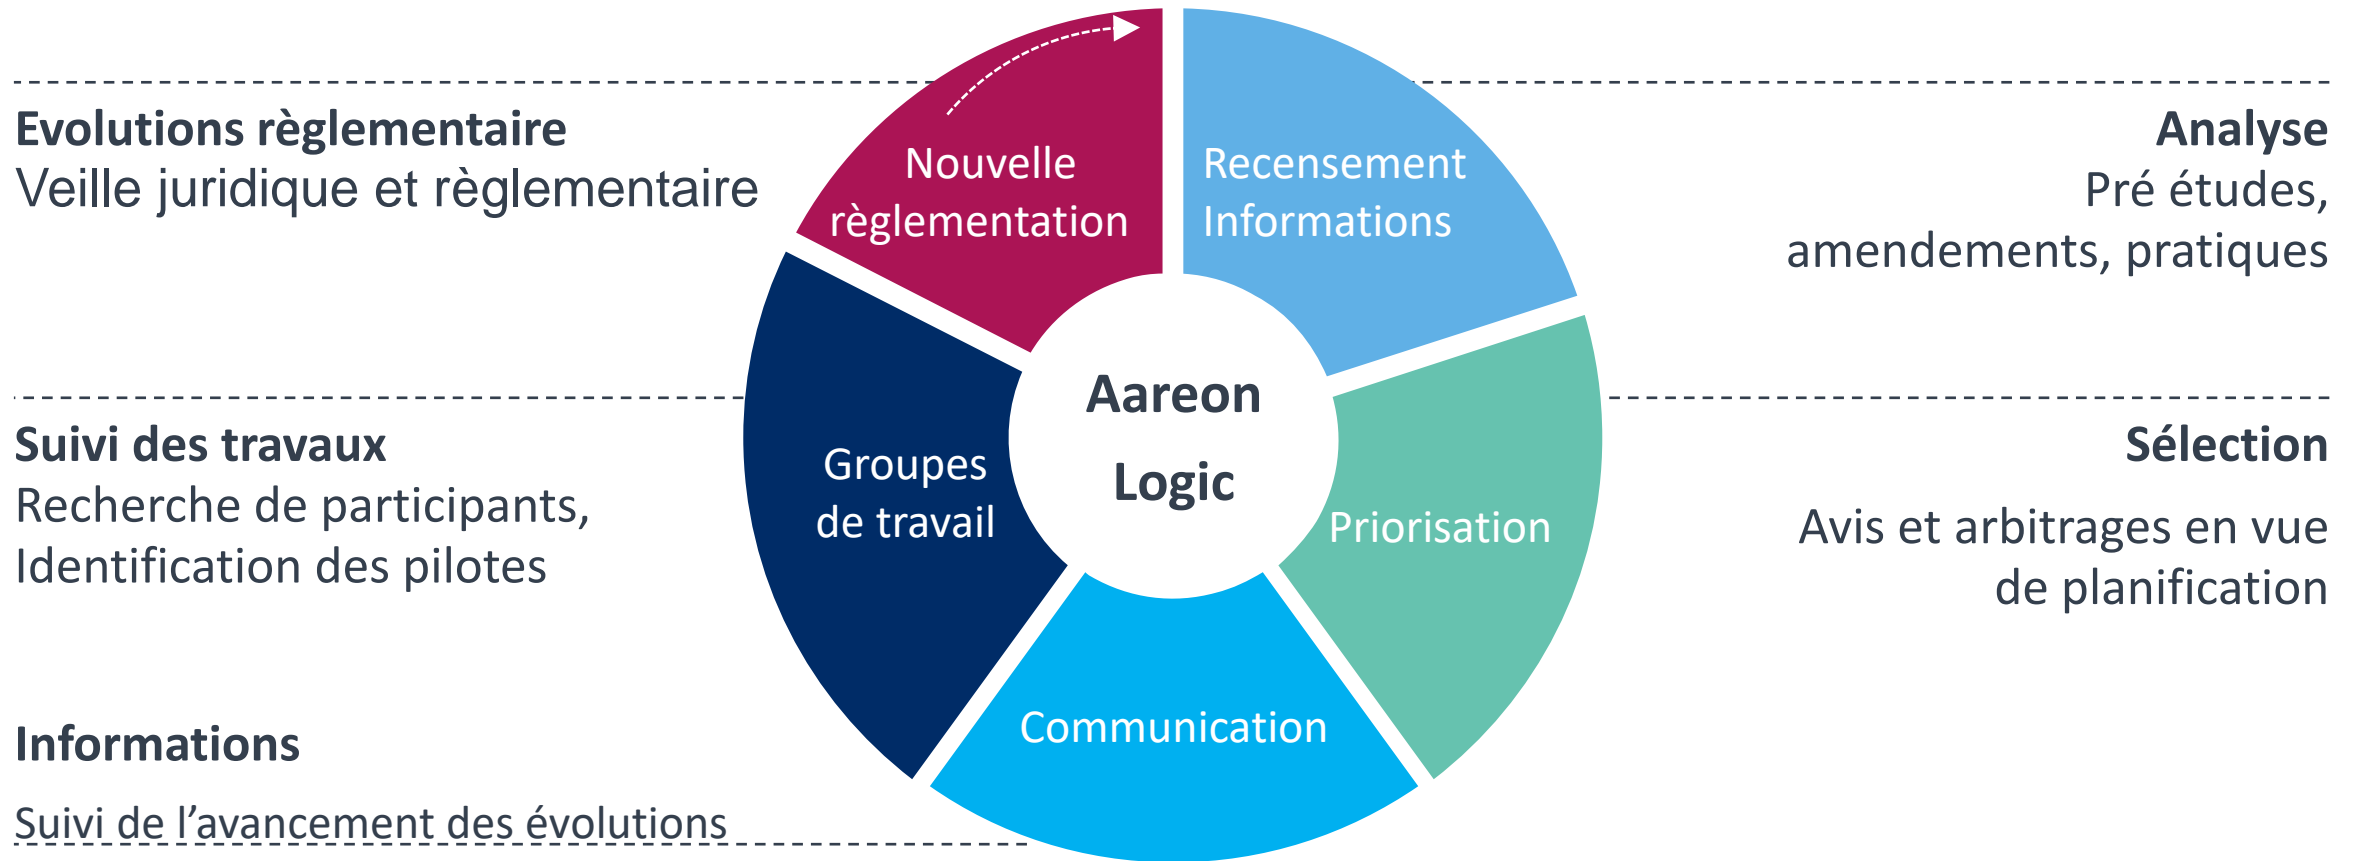 Evolutions règlementaire
Veille juridique et règlementaire
Suivi des travaux
Recherche de participants,
Identification des pilotes
Informations
Suivi de l’avancement des évolutions
Nouvelle
règlementation
Recensement
Informations
Aareon
Logic
Groupes
de travail
Priorisation
Communication
Analyse
Pré études,
amendements, pratiques
Sélection
Avis et arbitrages en vue
de planification